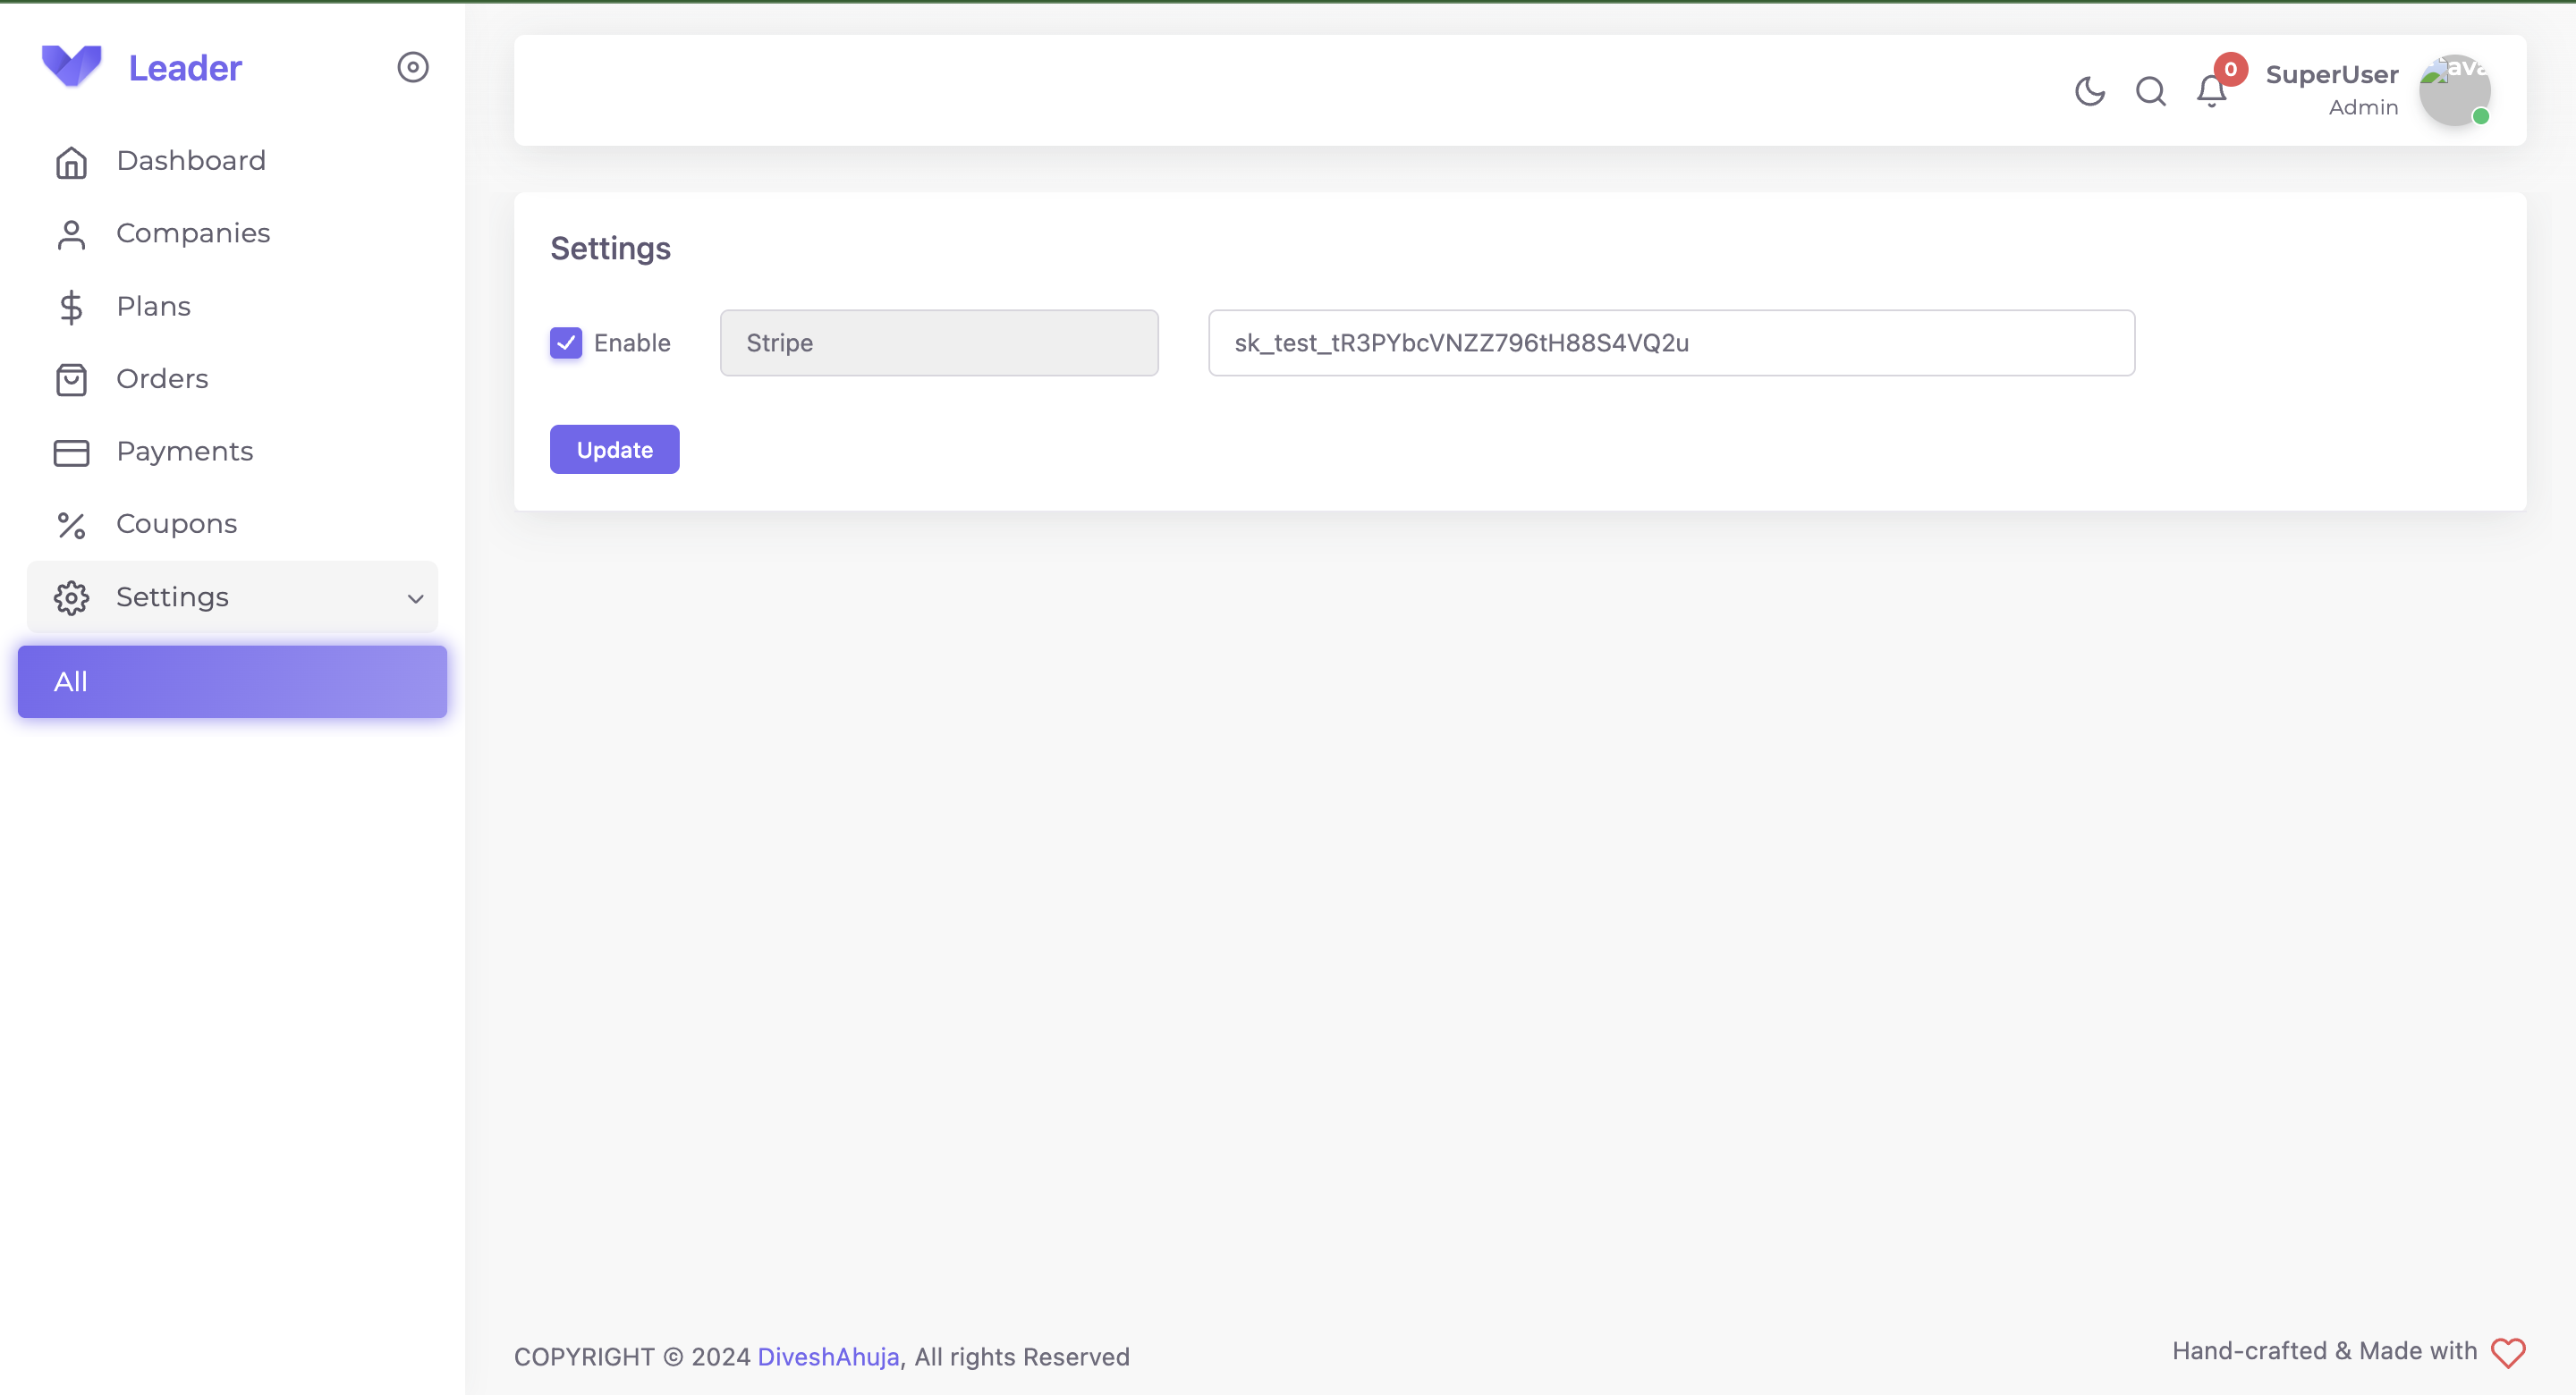 Leader
Dashboard
Companies
Plans
Orders
Payments
Coupons
Settings
All
0
SuperUser
Admin
Settings
Enable
Stripe
sk_test_tR3PYbcVNZZ796tH88S4VQ2u
Update
COPYRIGHT © 2024 DiveshAhuja, All rights Reserved
Hand-crafted & Made with